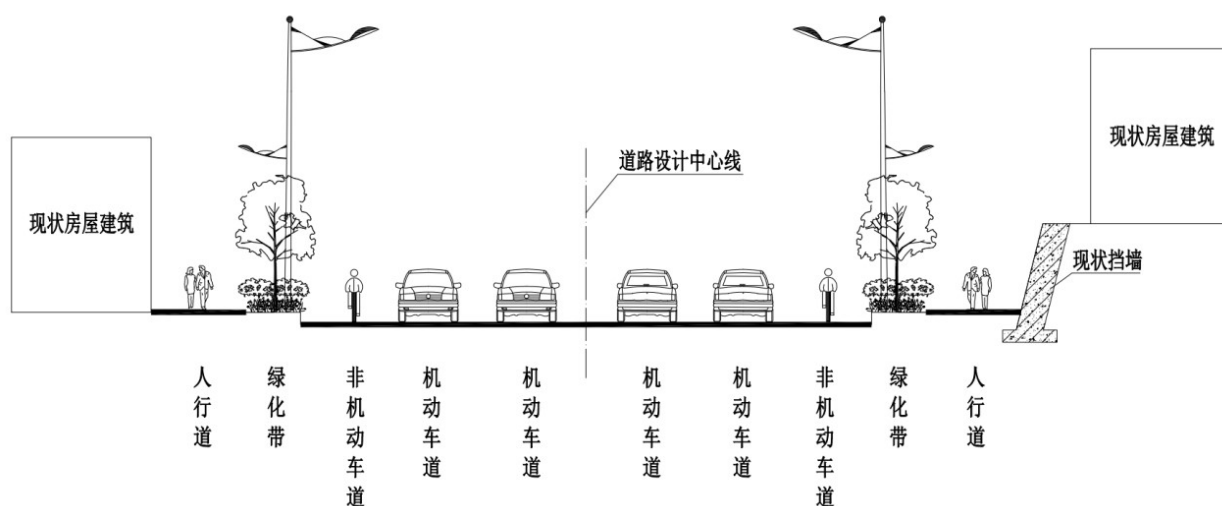 道路设计中心线
现状房屋建筑
现状房屋建筑
现状挡墙
人行道
绿化带
非机动车道
机动车道
机动车道
机动车道
机动车道
非机动车道
绿化带
人行道